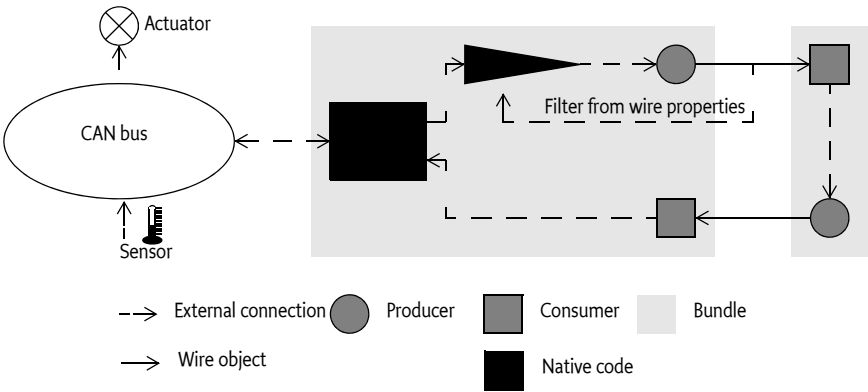 Actuator
Filter from wire properties
CAN bus
Sensor
External connection
Producer
Consumer
Bundle
Wire object
Native code